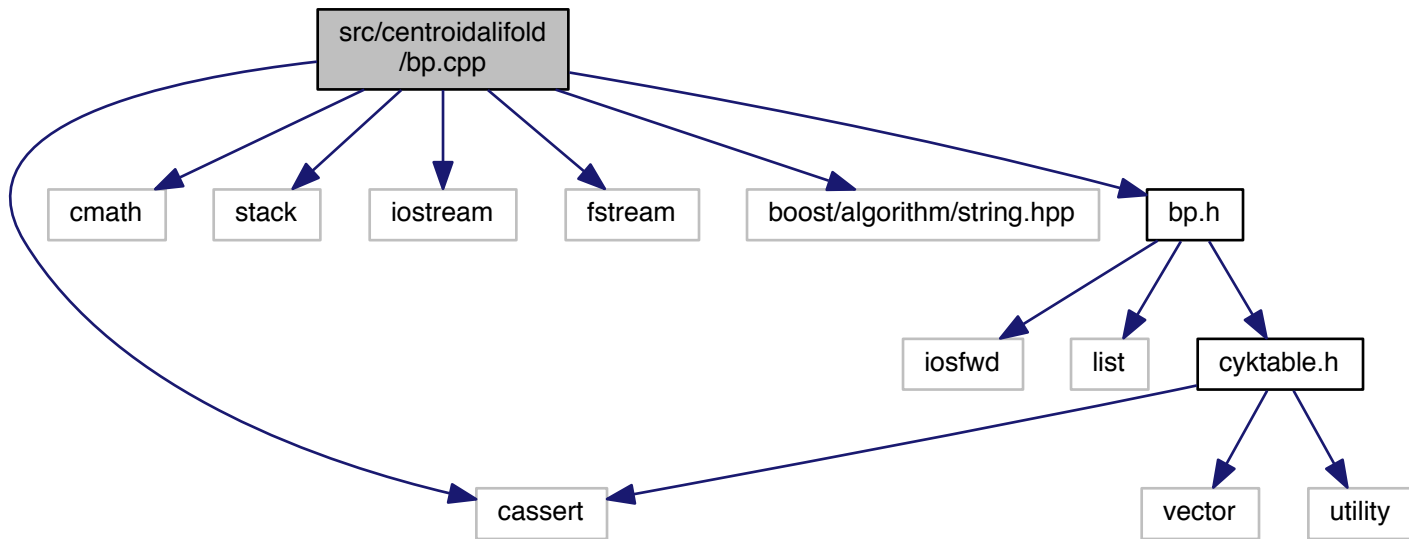 src/centroidalifold
/bp.cpp
cmath
stack
iostream
fstream
boost/algorithm/string.hpp
bp.h
iosfwd
list
cyktable.h
cassert
vector
utility